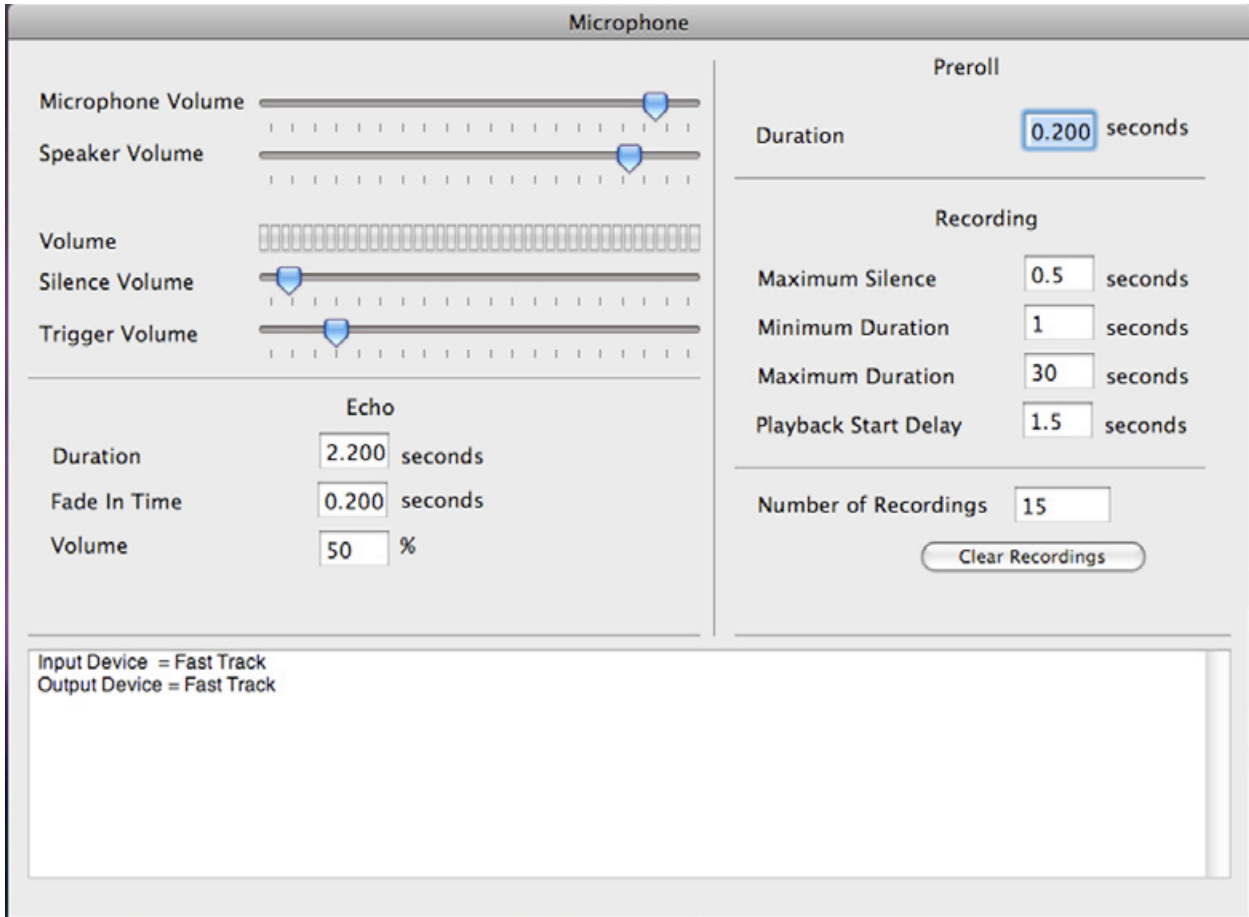 Microphone
Microphone Volume
Speaker Volume
Volume
Silence Volume
Trigger Volume
Echo
Duration 2.200 seconds
Fade In Time 0.200 seconds
Volume 50 %
Preroll
Duration 0.200 seconds
Recording
Maximum Silence 0.5 seconds
Minimum Duration 1 seconds
Maximum Duration 30 seconds
Playback Start Delay 1.5 seconds
Number of Recordings 15
Clear Recordings
Input Device  = Fast Track
Output Device = Fast Track